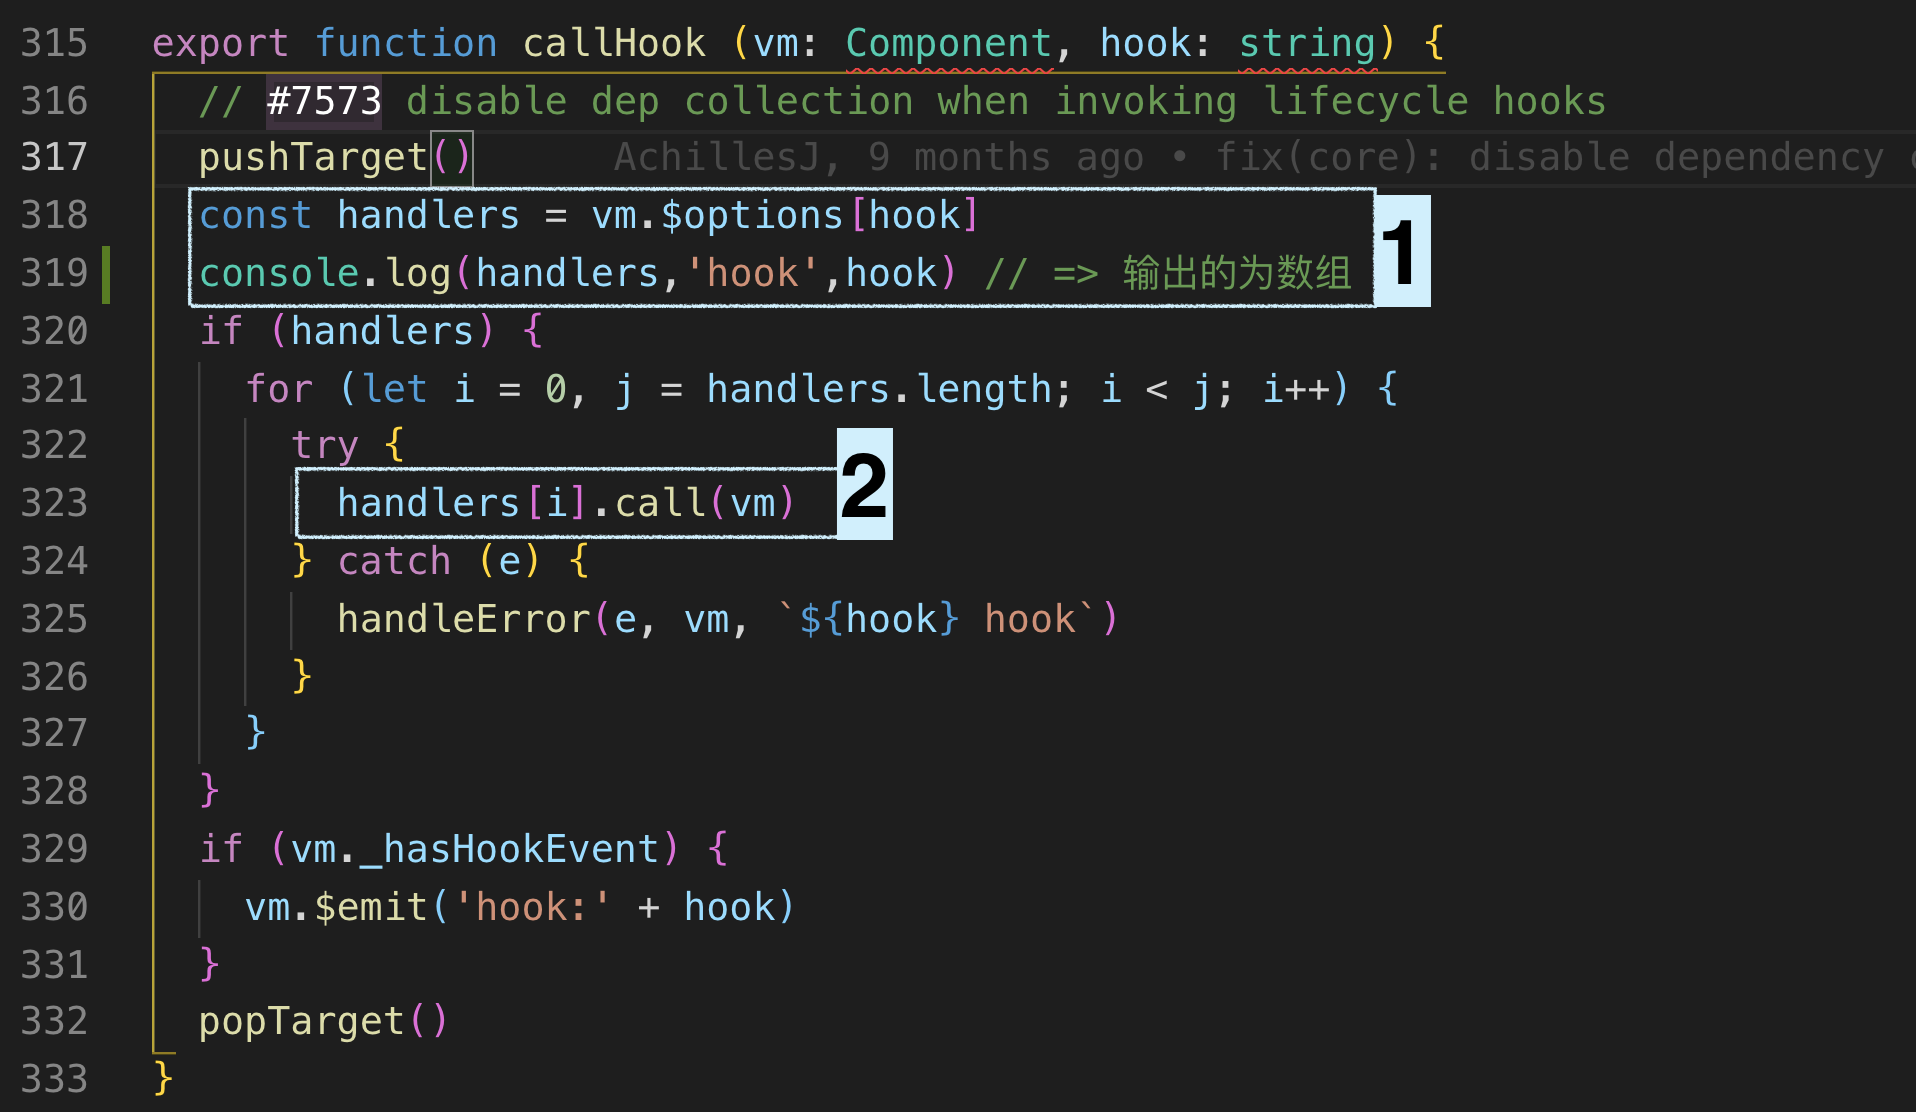 315 export function callHook (vm: Component, hook: string) {
316 // #7573 disable dep collection when invoking lifecycle hooks
317 pushTarget() AchillesJ, 9 months ago • fix(core): disable dependency
318 const handlers = vm.$options[hook]
319 console.log(handlers,'hook',hook) // => 输出的为数组
1
320 if (handlers) {
321 for (let i = 0, j = handlers.length; i < j; i++) {
322 try {
323 handlers[i].call(vm)
2
324 } catch (e) {
325 handleError(e, vm, `${hook} hook`)
326 }
327 }
328 }
329 if (vm._hasHookEvent) {
330 vm.$emit('hook:' + hook)
331 }
332 popTarget()
333 }